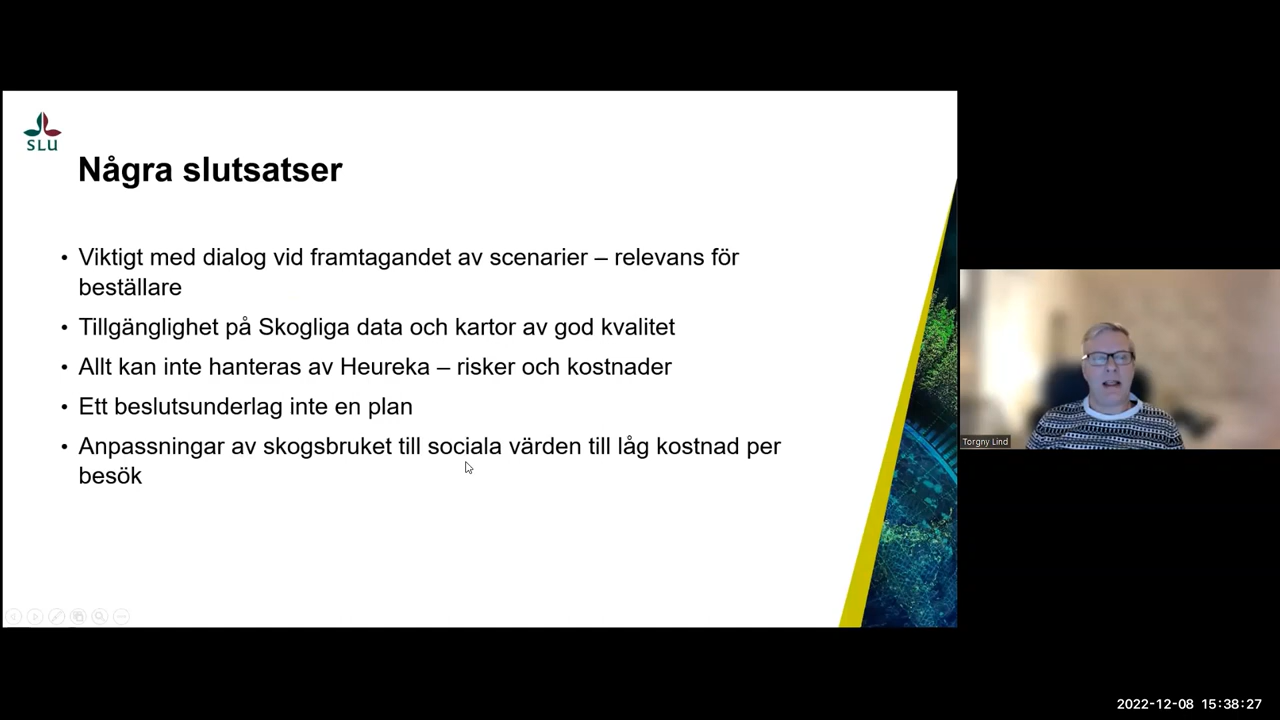 SLU
Några slutsatser
• Viktigt med dialog vid framtagandet av scenarier – relevans för
beställare
• Tillgänglighet på Skogliga data och kartor av god kvalitet
• Allt kan inte hanteras av Heureka – risker och kostnader
• Ett beslutsunderlag inte en plan
• Anpassningar av skogsbruket till sociala värden till låg kostnad per
besök
Torgny Lind
2022-12-08 15:38:27